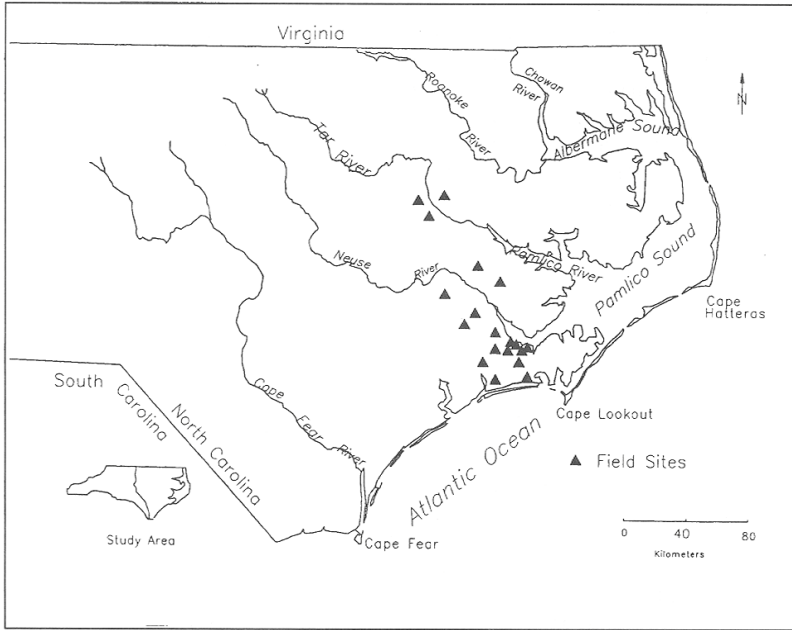 Virginia
Chowan
River
Roanoke
River
N
Albermarle Sound
Tar River
Pamlico River
Neuse
River
Pamlico Sound
Cape
Hatteras
South
Carolina
North Carolina
Cape Fear River
Cape Lookout
Atlantic Ocean
Field Sites
Study Area
Cape Fear
0 40 80
Kilometers